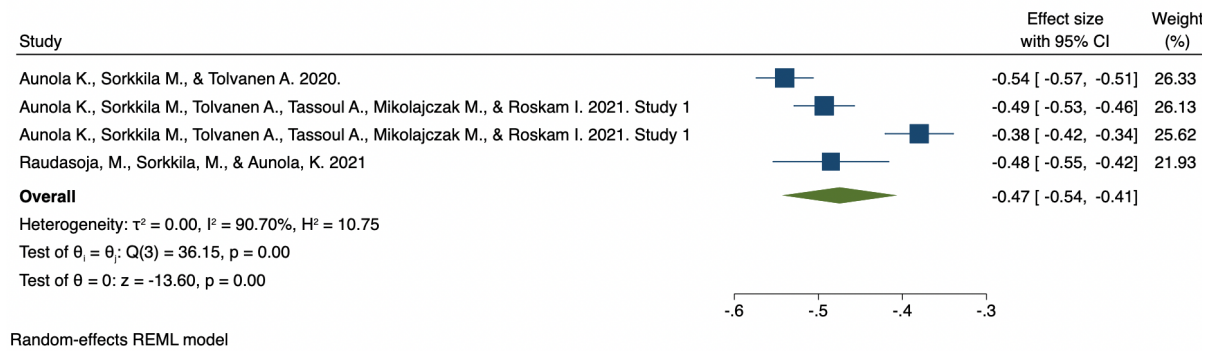 Effect size Weight
Study with 95% CI (%)
Aunola K., Sorkkila M., & Tolvanen A. 2020. -0.54 [ -0.57, -0.51] 26.33
Aunola K., Sorkkila M., Tolvanen A., Tassoul A., Mikolajczak M., & Roskam I. 2021. Study 1 -0.49 [ -0.53, -0.46] 26.13
Aunola K., Sorkkila M., Tolvanen A., Tassoul A., Mikolajczak M., & Roskam I. 2021. Study 1 -0.38 [ -0.42, -0.34] 25.62
Raudasoja, M., Sorkkila, M., & Aunola, K. 2021 -0.48 [ -0.55, -0.42] 21.93
Overall -0.47 [ -0.54, -0.41]
Heterogeneity: τ² = 0.00, I² = 90.70%, H² = 10.75
Test of θᵢ = θⱼ: Q(3) = 36.15, p = 0.00
Test of θ = 0: z = -13.60, p = 0.00
-.6 -.5 -.4 -.3
Random-effects REML model